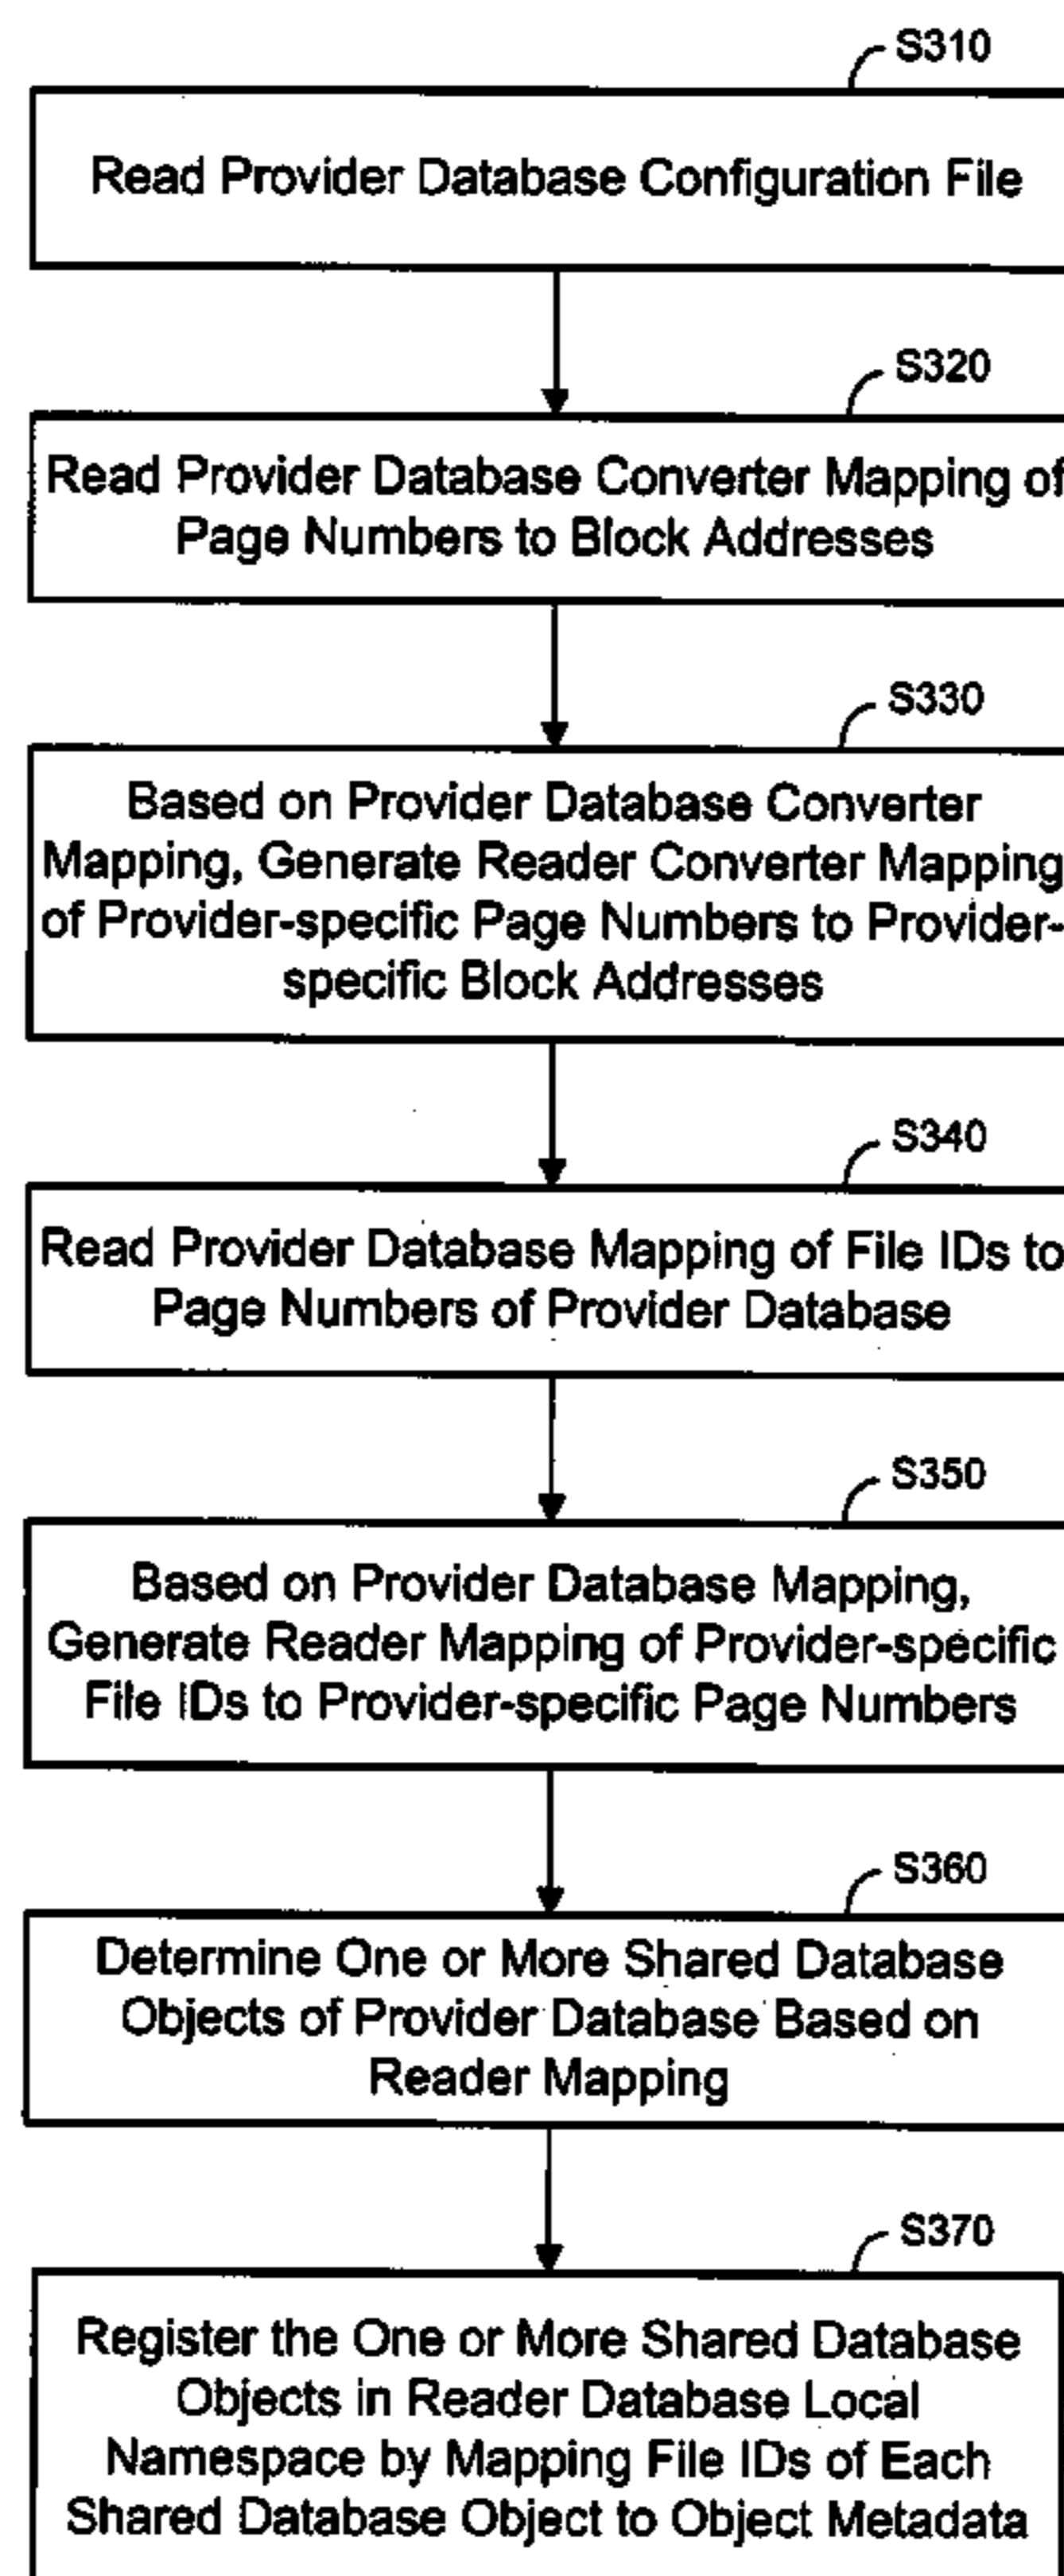 S310
Read Provider Database Configuration File
S320
Read Provider Database Converter Mapping of
Page Numbers to Block Addresses
S330
Based on Provider Database Converter
Mapping, Generate Reader Converter Mapping
of Provider-specific Page Numbers to Provider-
specific Block Addresses
S340
Read Provider Database Mapping of File IDs to
Page Numbers of Provider Database
S350
Based on Provider Database Mapping,
Generate Reader Mapping of Provider-specific
File IDs to Provider-specific Page Numbers
S360
Determine One or More Shared Database
Objects of Provider Database Based on
Reader Mapping
S370
Register the One or More Shared Database
Objects in Reader Database Local
Namespace by Mapping File IDs of Each
Shared Database Object to Object Metadata